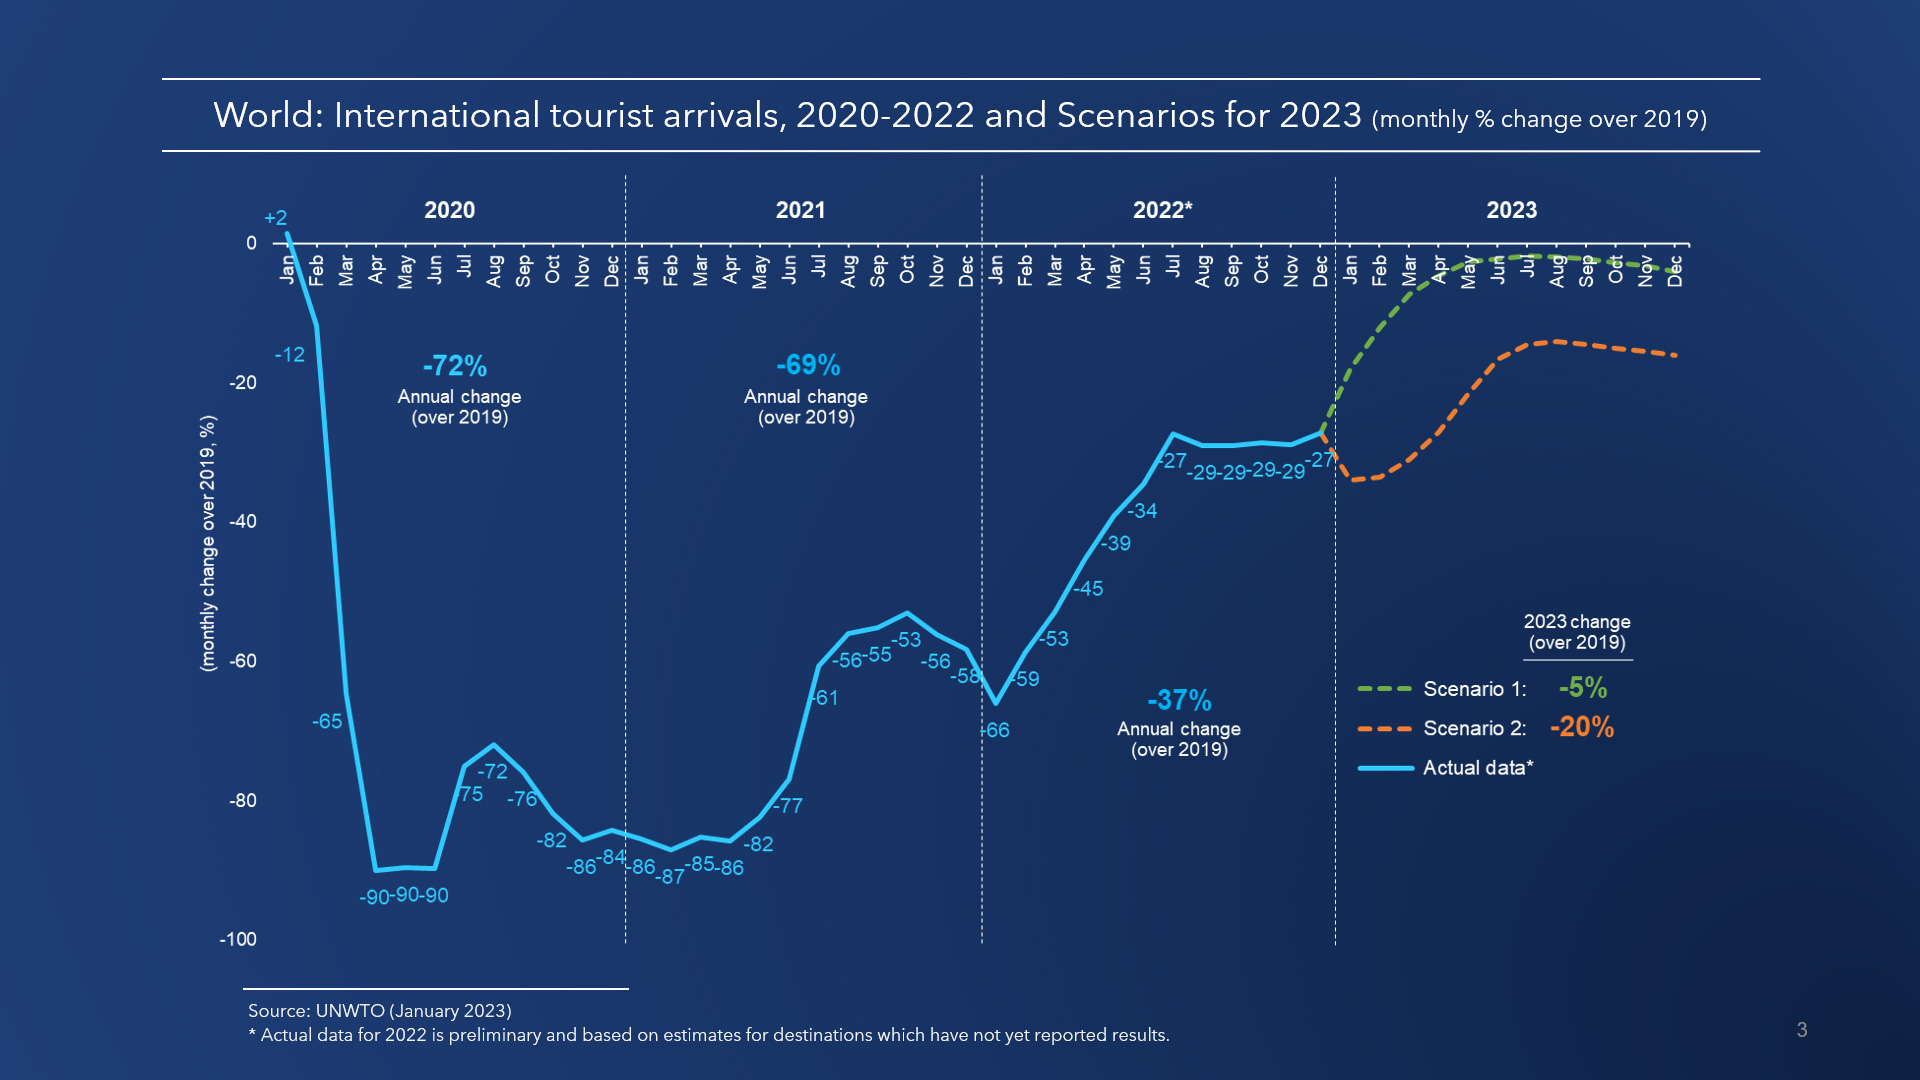 World: International tourist arrivals, 2020-2022 and Scenarios for 2023 (monthly % change over 2019)
2020 2021 2022* 2023
+2
0
Jan Feb Mar Apr May Jun Jul Aug Sep Oct Nov Dec Jan Feb Mar Apr May Jun Jul Aug Sep Oct Nov Dec Jan Feb Mar Apr May Jun Jul Aug Sep Oct Nov Dec Jan Feb Mar Apr May Jun Jul Aug Sep Oct Nov Dec
-20
-40
-60
-80
-100
(monthly change over 2019, %)
-12
-65
-90 -90 -90
-75
-72
-76
-82
-86
-84
-86
-87
-85
-86
-82
-77
-61
-56
-55
-53
-56
-58
-66
-59
-53
-45
-39
-34
-27
-29 -29 -29 -29
-27
-72%
Annual change
(over 2019)
-69%
Annual change
(over 2019)
-37%
Annual change
(over 2019)
2023 change
(over 2019)
Scenario 1: -5%
Scenario 2: -20%
Actual data*
Source: UNWTO (January 2023)
* Actual data for 2022 is preliminary and based on estimates for destinations which have not yet reported results.
3